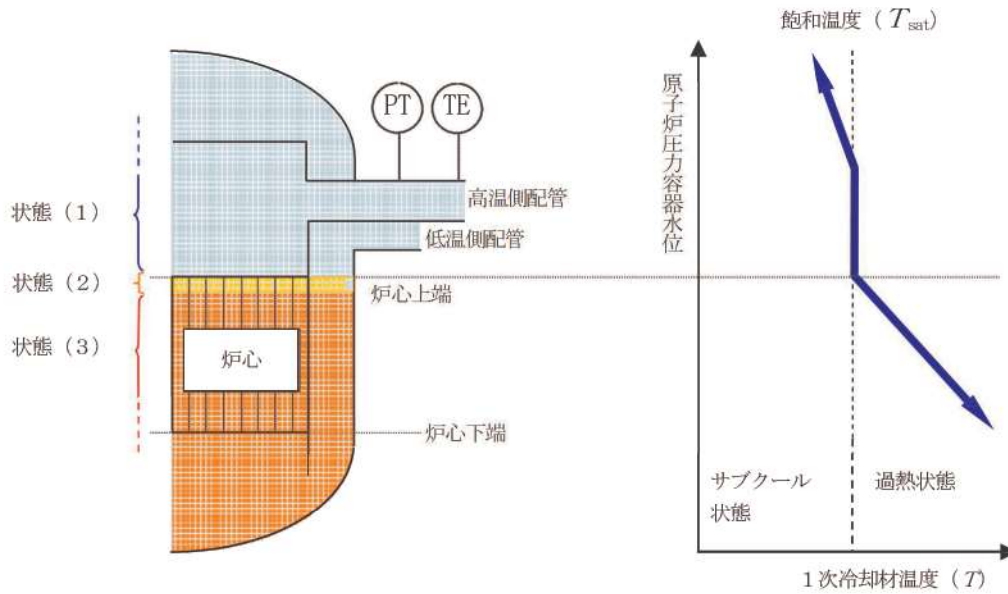 飽和温度（T_sat）
原子炉圧力容器水位
PT
TE
高温側配管
状態（1）
低温側配管
状態（2）
炉心上端
状態（3）
炉心
炉心下端
サブクール
状態
過熱状態
1次冷却材温度（T）